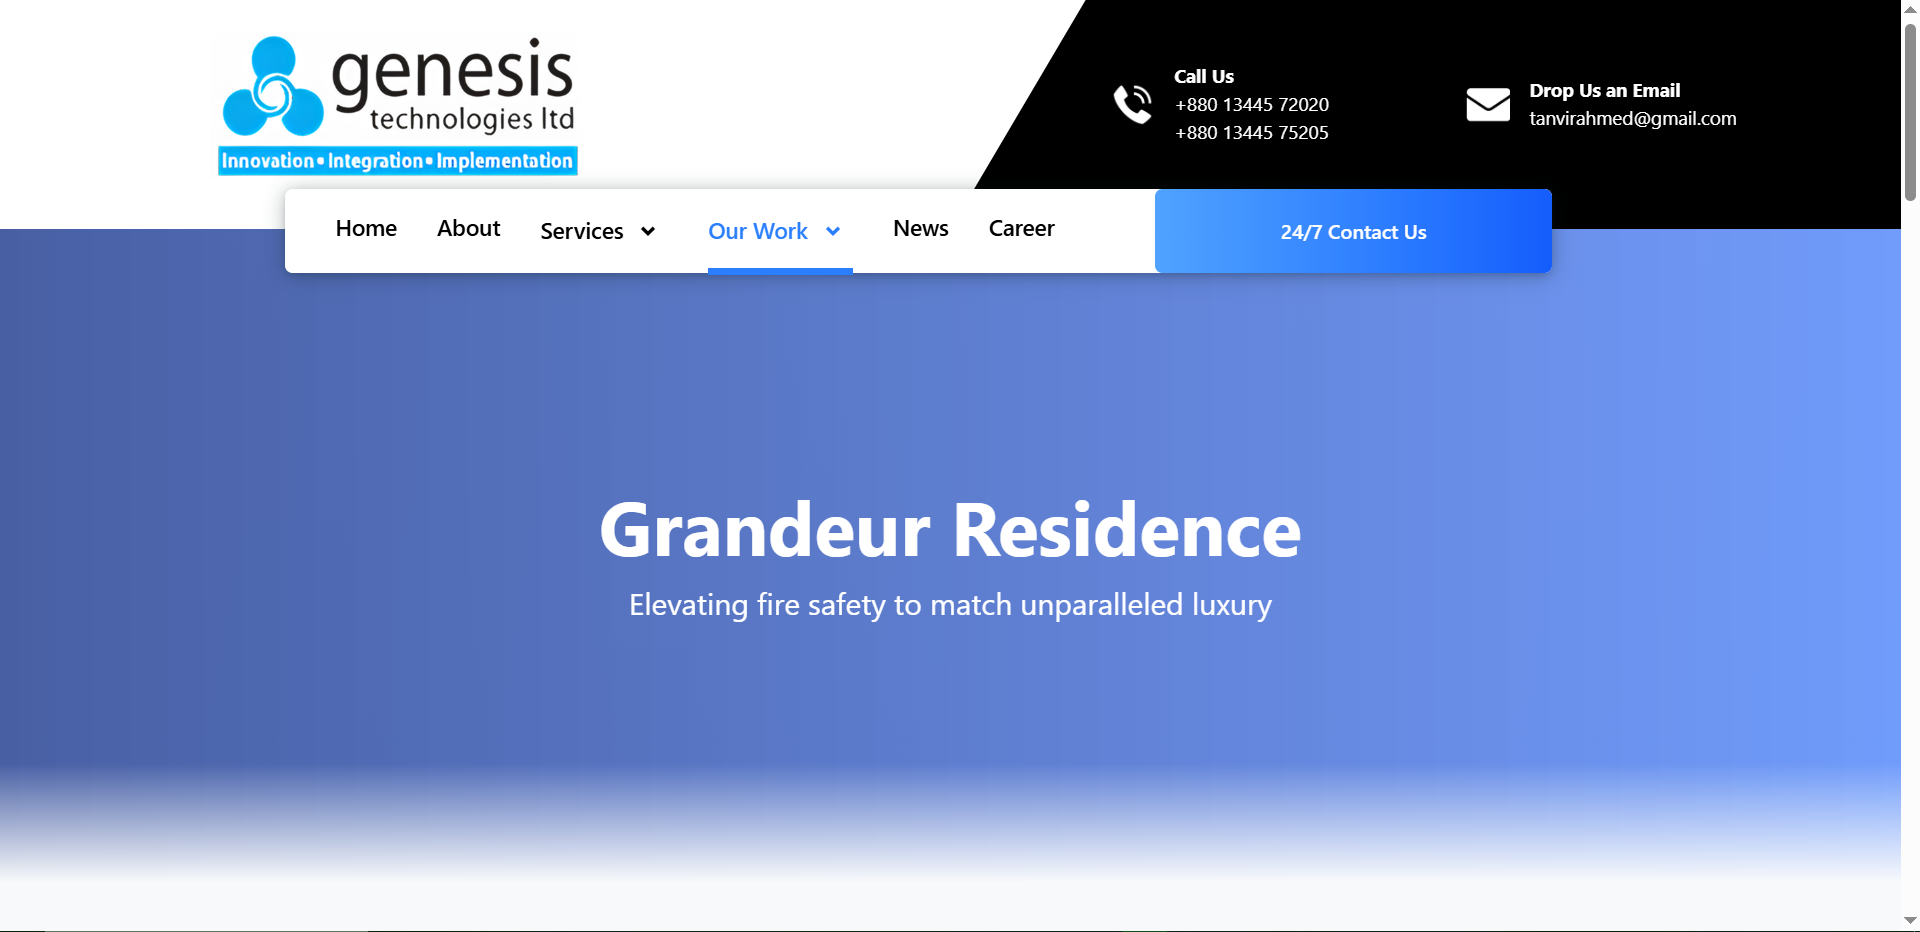 genesis
technologies ltd
Innovation • Integration • Implementation
Call Us
+880 13445 72020
+880 13445 75205
Drop Us an Email
tanvirahmed@gmail.com
Home About Services Our Work News Career 24/7 Contact Us
Grandeur Residence
Elevating fire safety to match unparalleled luxury